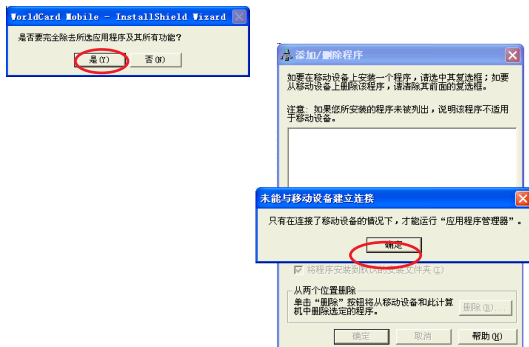 WorldCard Mobile - InstallShield Wizard
是否要完全除去所选应用程序及其所有功能?
是(Y)
否(N)
添加/删除程序
如要在移动设备上安装一个程序，请选中其复选框；如要
从移动设备上删除该程序，请清除其前面的复选框。
注意: 如果您所安装的程序未被列出，说明该程序不适用
于移动设备。
未能与移动设备建立连接
只有在连接了移动设备的情况下，才能运行“应用程序管理器”。
确定
将程序安装到默认的安装文件夹(I)
从两个位置删除
单击“删除”按钮将从移动设备和此计算
机中删除选定的程序。
删除(R)...
确定
取消
帮助(H)